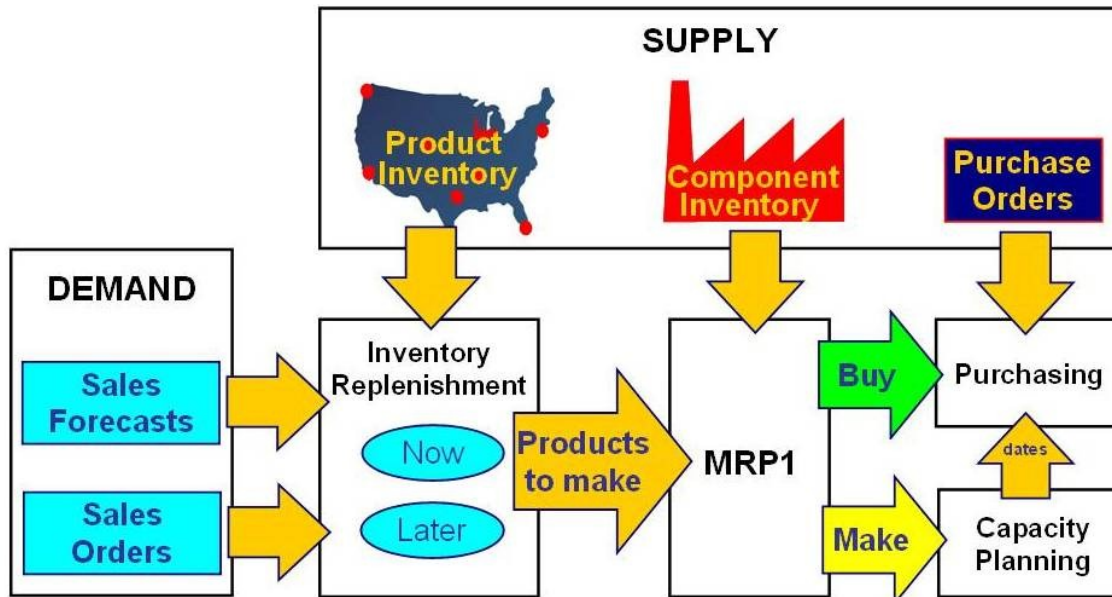 SUPPLY
Product
Inventory
Component
Inventory
Purchase
Orders
DEMAND
Sales
Forecasts
Sales
Orders
Inventory
Replenishment
Now
Later
Products
to make
MRP1
Buy
Make
Purchasing
dates
Capacity
Planning